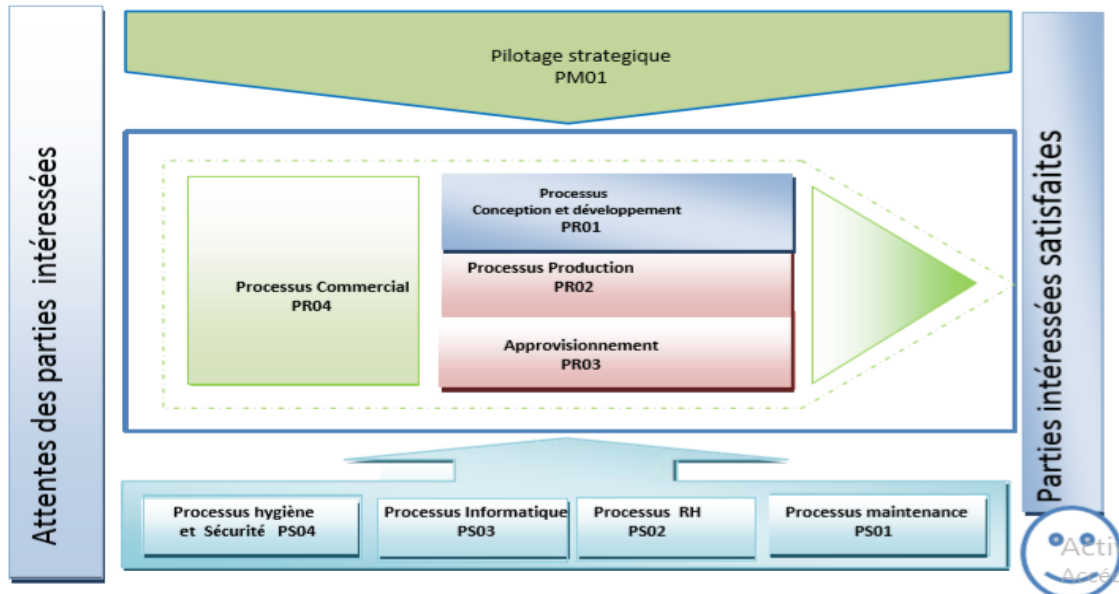 Attentes des parties intéressées
Pilotage strategique
PM01
Processus Commercial
PR04
Processus
Conception et développement
PR01
Processus Production
PR02
Approvisionnement
PR03
Processus hygiène
et Sécurité PS04
Processus Informatique
PS03
Processus RH
PS02
Processus maintenance
PS01
Parties intéressées satisfaites